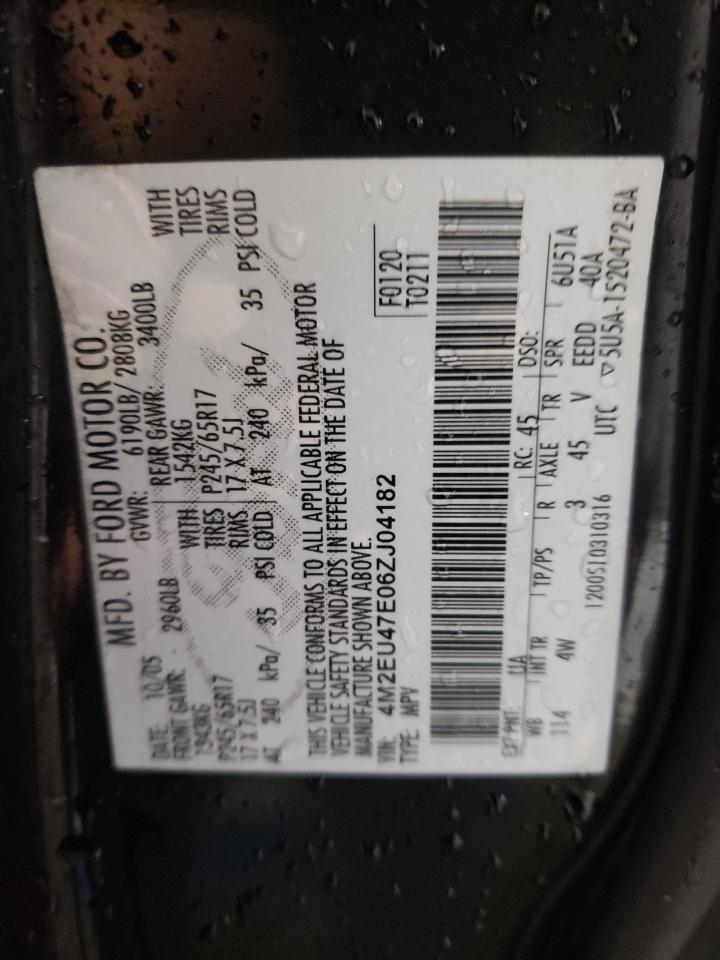 MFD. BY FORD MOTOR CO.
DATE: 10/05 GVWR: 6190LB/ 2808KG
FRONT GAWR: 2960LB REAR GAWR: 3400LB
1343KG WITH 1542KG WITH
P245/65R17 TIRES P245/65R17 TIRES
17 X 7.5J RIMS 17 X 7.5J RIMS
AT 240 kPa/ 35 PSI COLD AT 240 kPa/ 35 PSI COLD
THIS VEHICLE CONFORMS TO ALL APPLICABLE FEDERAL MOTOR
VEHICLE SAFETY STANDARDS IN EFFECT ON THE DATE OF
MANUFACTURE SHOWN ABOVE.
VIN: 4M2EU47E06ZJ04182 F0120
TYPE: MPV T0211
EXT PNT: UA RC: 45 DSO:
WB INT TR TP/PS R AXLE TR SPR 6U51A
114 4W 3 45 V EEDD 40A
1200510310316 UTC ▽5U5A-1520472-BA